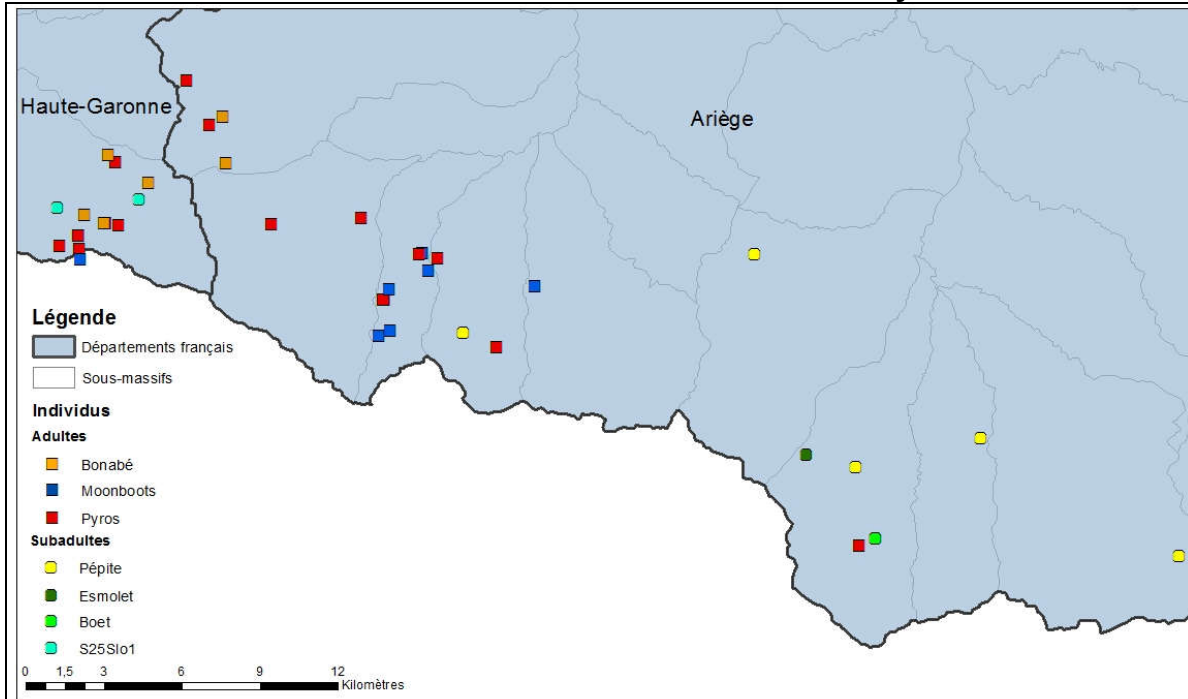 Haute-Garonne
Ariège
Légende
Départements français
Sous-massifs
Individus
Adultes
Bonabé
Moonboots
Pyros
Subadultes
Pépite
Esmolet
Boet
S25Slo1
0 1,5 3 6 9 12
Kilomètres